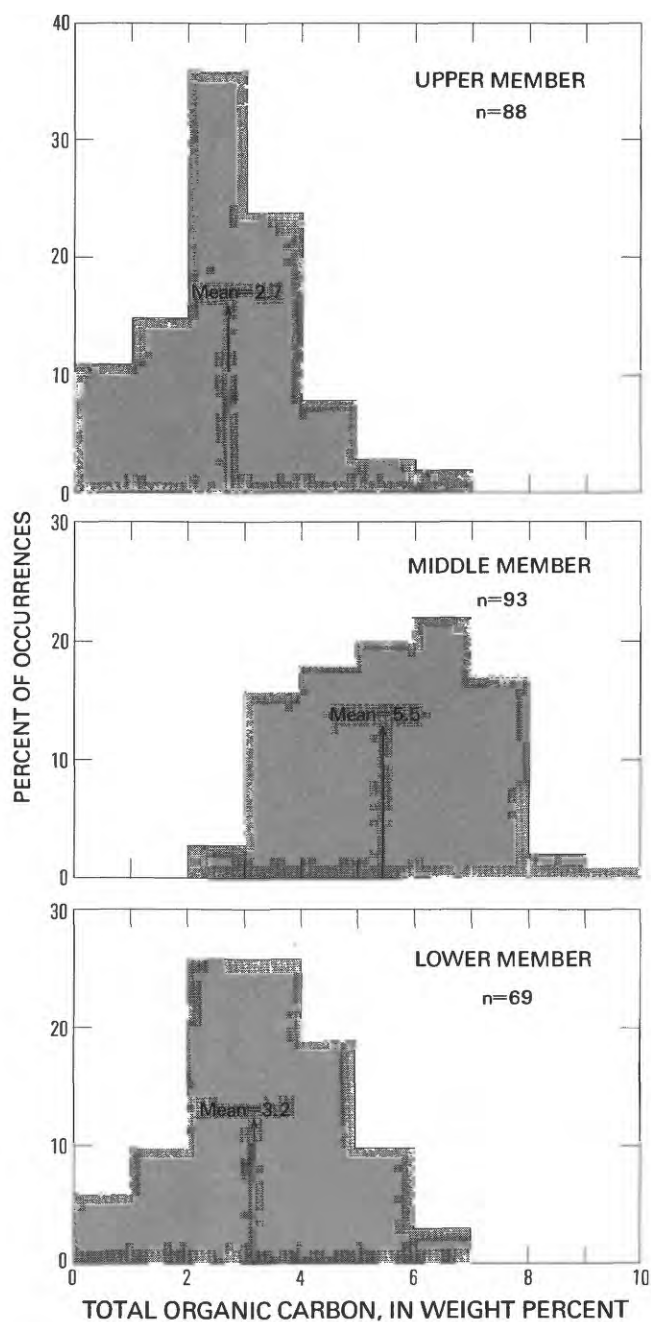 40
UPPER MEMBER
n=88
30
20
Mean=2.7
10
0
30
MIDDLE MEMBER
n=93
20
Mean=5.5
10
0
30
LOWER MEMBER
n=69
20
Mean=3.2
10
0
0 2 4 6 8 10
TOTAL ORGANIC CARBON, IN WEIGHT PERCENT
PERCENT OF OCCURRENCES